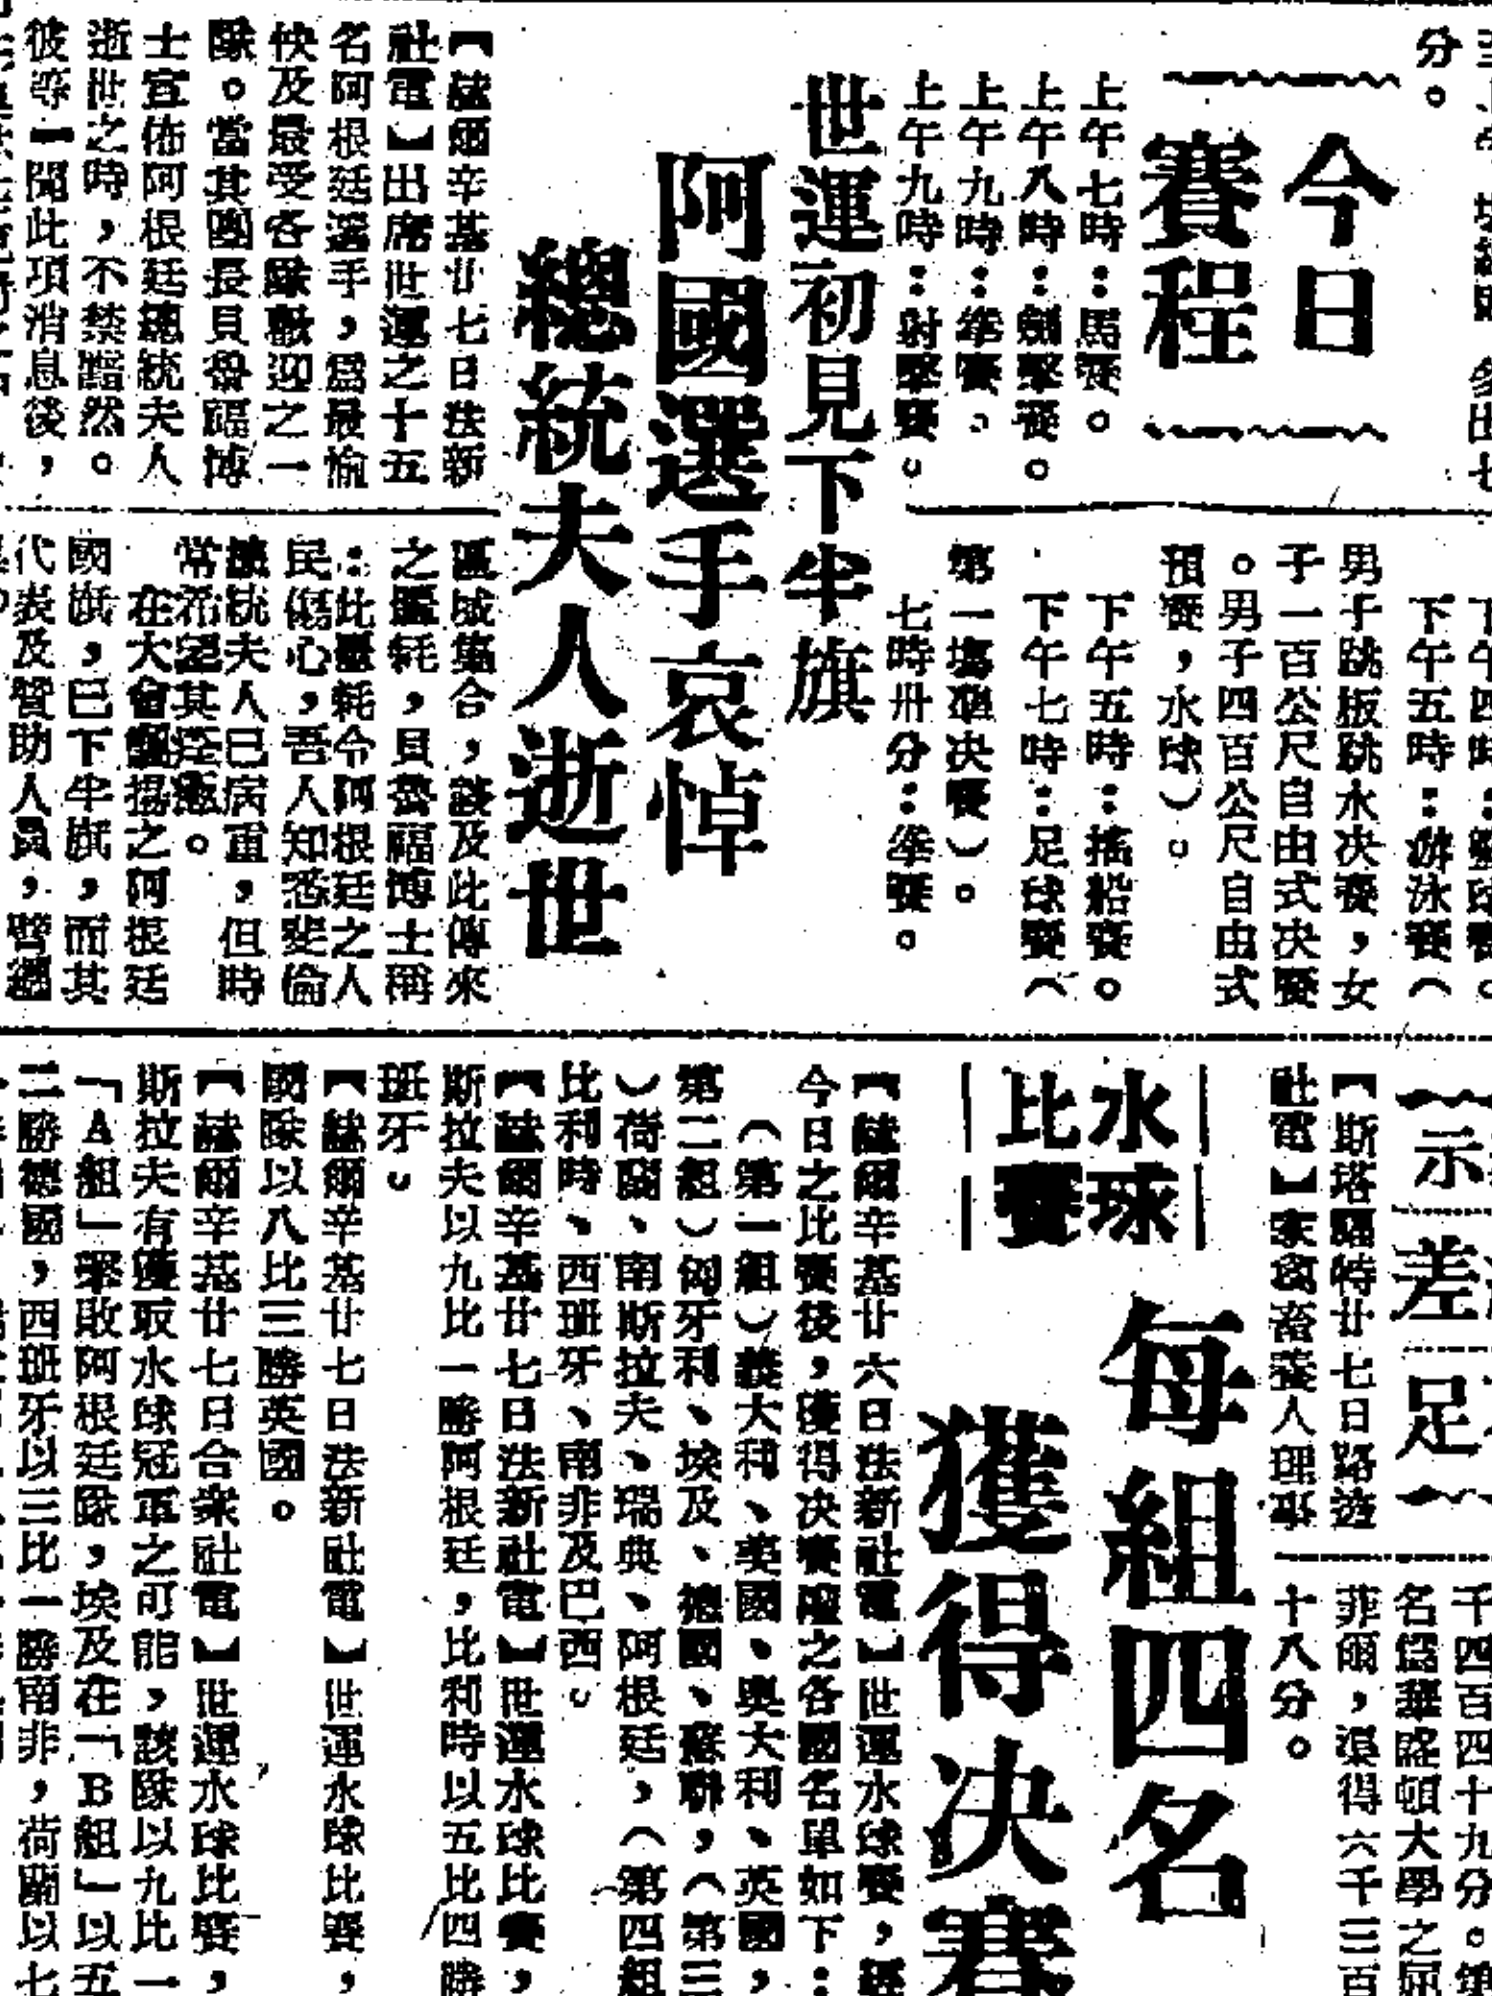 分。
今日
賽程
上午七時：馬賽。
上午八時：劍擊賽。
上午九時：拳賽。
上午九時：射擊賽。
下午五時：游泳賽（
男子跳板跳水決賽，女
子一百公尺自由式決賽
。男子四百公尺自由式
預賽，水球）。
下午五時：搖船賽。
下午七時：足球賽（
第一場準決賽）。
七時卅分：拳賽。
世運初見下半旗
阿國選手哀悼
總統夫人逝世
【赫爾辛基廿七日法新
社電】出席世運之十五
名阿根廷選手，為最愉
快及最受各隊歡迎之一
隊。當其團長貝魯福博
士宣佈阿根廷總統夫人
逝世之時，不禁黯然。
彼等一聞此項消息後，
區域集合，談及此傳來
之噩耗，貝魯福博士稱
：此噩耗令阿根廷之人
民傷心，吾人知悉斐倫
總統夫人已病重，但時
常希望其痊癒。
在大會飄揚之阿根廷
國旗，已下半旗，而其
代表及贊助人員，臂纏
示
差
足
【斯塔福特廿七日路透
社電】家禽畜養人理事
千四百四十九分。第
名為華盛頓大學之屈
菲爾，渠得六千三百
十八分。
水球
比賽
每組四名
獲得决賽
【赫爾辛基廿六日法新社電】世運水球賽，經
今日之比賽後，獲得决賽權之各國名單如下：
（第一組）義大利、美國、奧大利、英國，
第二組）匈牙利、埃及、德國、蘇聯，（第三
）荷蘭、南斯拉夫、瑞典、阿根廷，（第四組
比利時、西班牙、南非及巴西。
【赫爾辛基廿七日法新社電】世運水球比賽，
斯拉夫以九比一勝阿根廷，比利時以五比四勝
班牙。
【赫爾辛基廿七日法新社電】世運水球比賽，
國隊以八比三勝英國。
【赫爾辛基廿七日合衆社電】世運水球比賽，
斯拉夫有獲取水球冠軍之可能，該隊以九比一
「A組」擊敗阿根廷隊，埃及在「B組」以五
二勝德國，西班牙以三比一勝南非，荷蘭以七